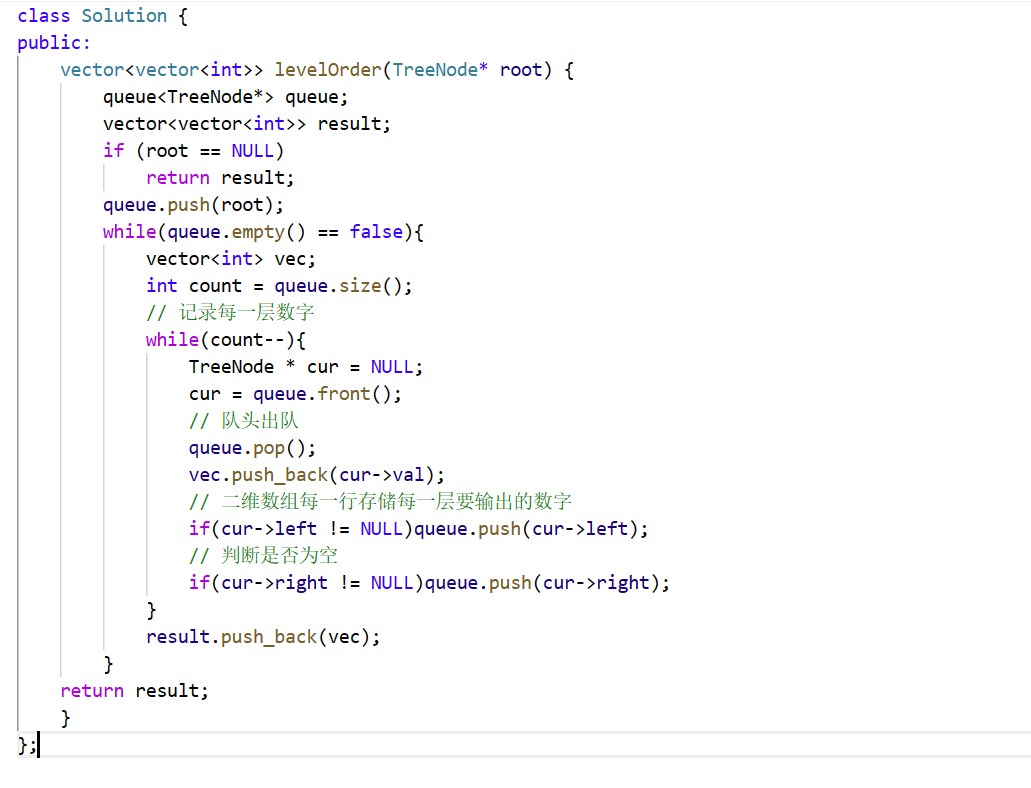 class Solution {
public:
    vector<vector<int>> levelOrder(TreeNode* root) {
        queue<TreeNode*> queue;
        vector<vector<int>> result;
        if (root == NULL)
            return result;
        queue.push(root);
        while(queue.empty() == false){
            vector<int> vec;
            int count = queue.size();
            // 记录每一层数字
            while(count--){
                TreeNode * cur = NULL;
                cur = queue.front();
                // 队头出队
                queue.pop();
                vec.push_back(cur->val);
                // 二维数组每一行存储每一层要输出的数字
                if(cur->left != NULL)queue.push(cur->left);
                // 判断是否为空
                if(cur->right != NULL)queue.push(cur->right);
            }
            result.push_back(vec);
        }
    return result;
    }
};